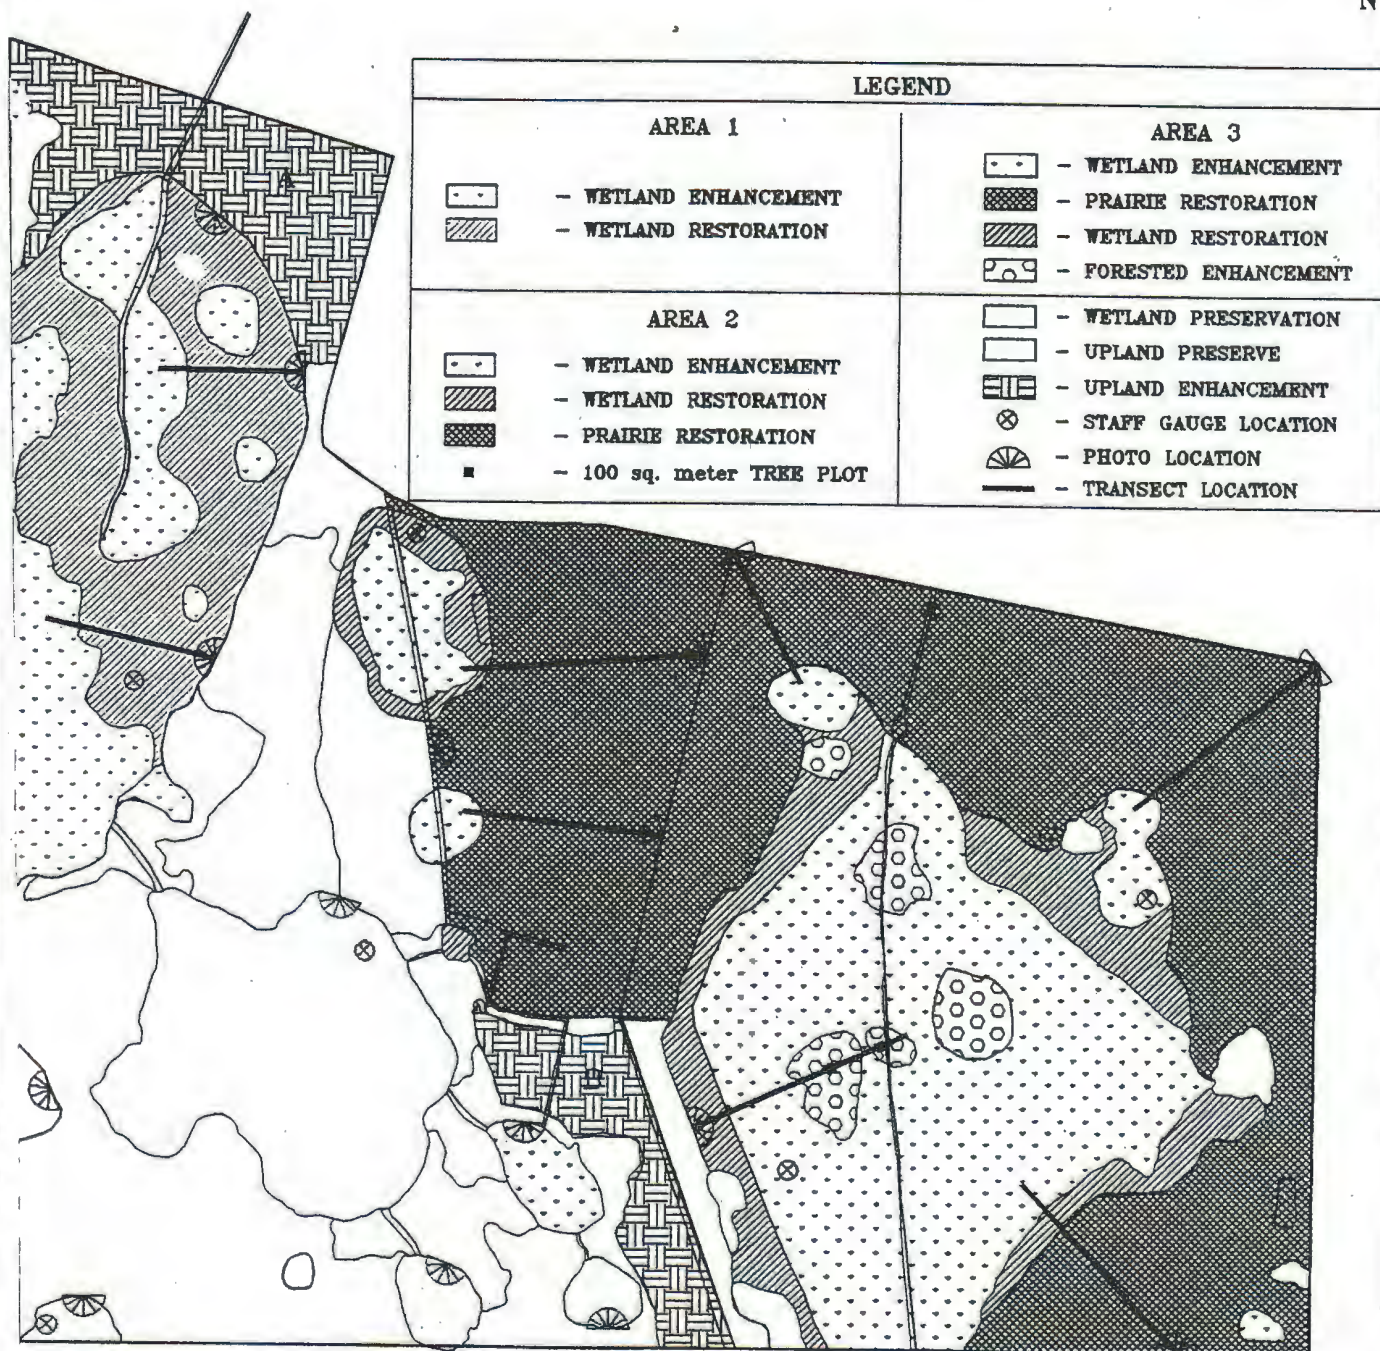 N
LEGEND
AREA 1
- WETLAND ENHANCEMENT
- WETLAND RESTORATION
AREA 2
- WETLAND ENHANCEMENT
- WETLAND RESTORATION
- PRAIRIE RESTORATION
- 100 sq. meter TREE PLOT
AREA 3
- WETLAND ENHANCEMENT
- PRAIRIE RESTORATION
- WETLAND RESTORATION
- FORESTED ENHANCEMENT
- WETLAND PRESERVATION
- UPLAND PRESERVE
- UPLAND ENHANCEMENT
- STAFF GAUGE LOCATION
- PHOTO LOCATION
- TRANSECT LOCATION
A